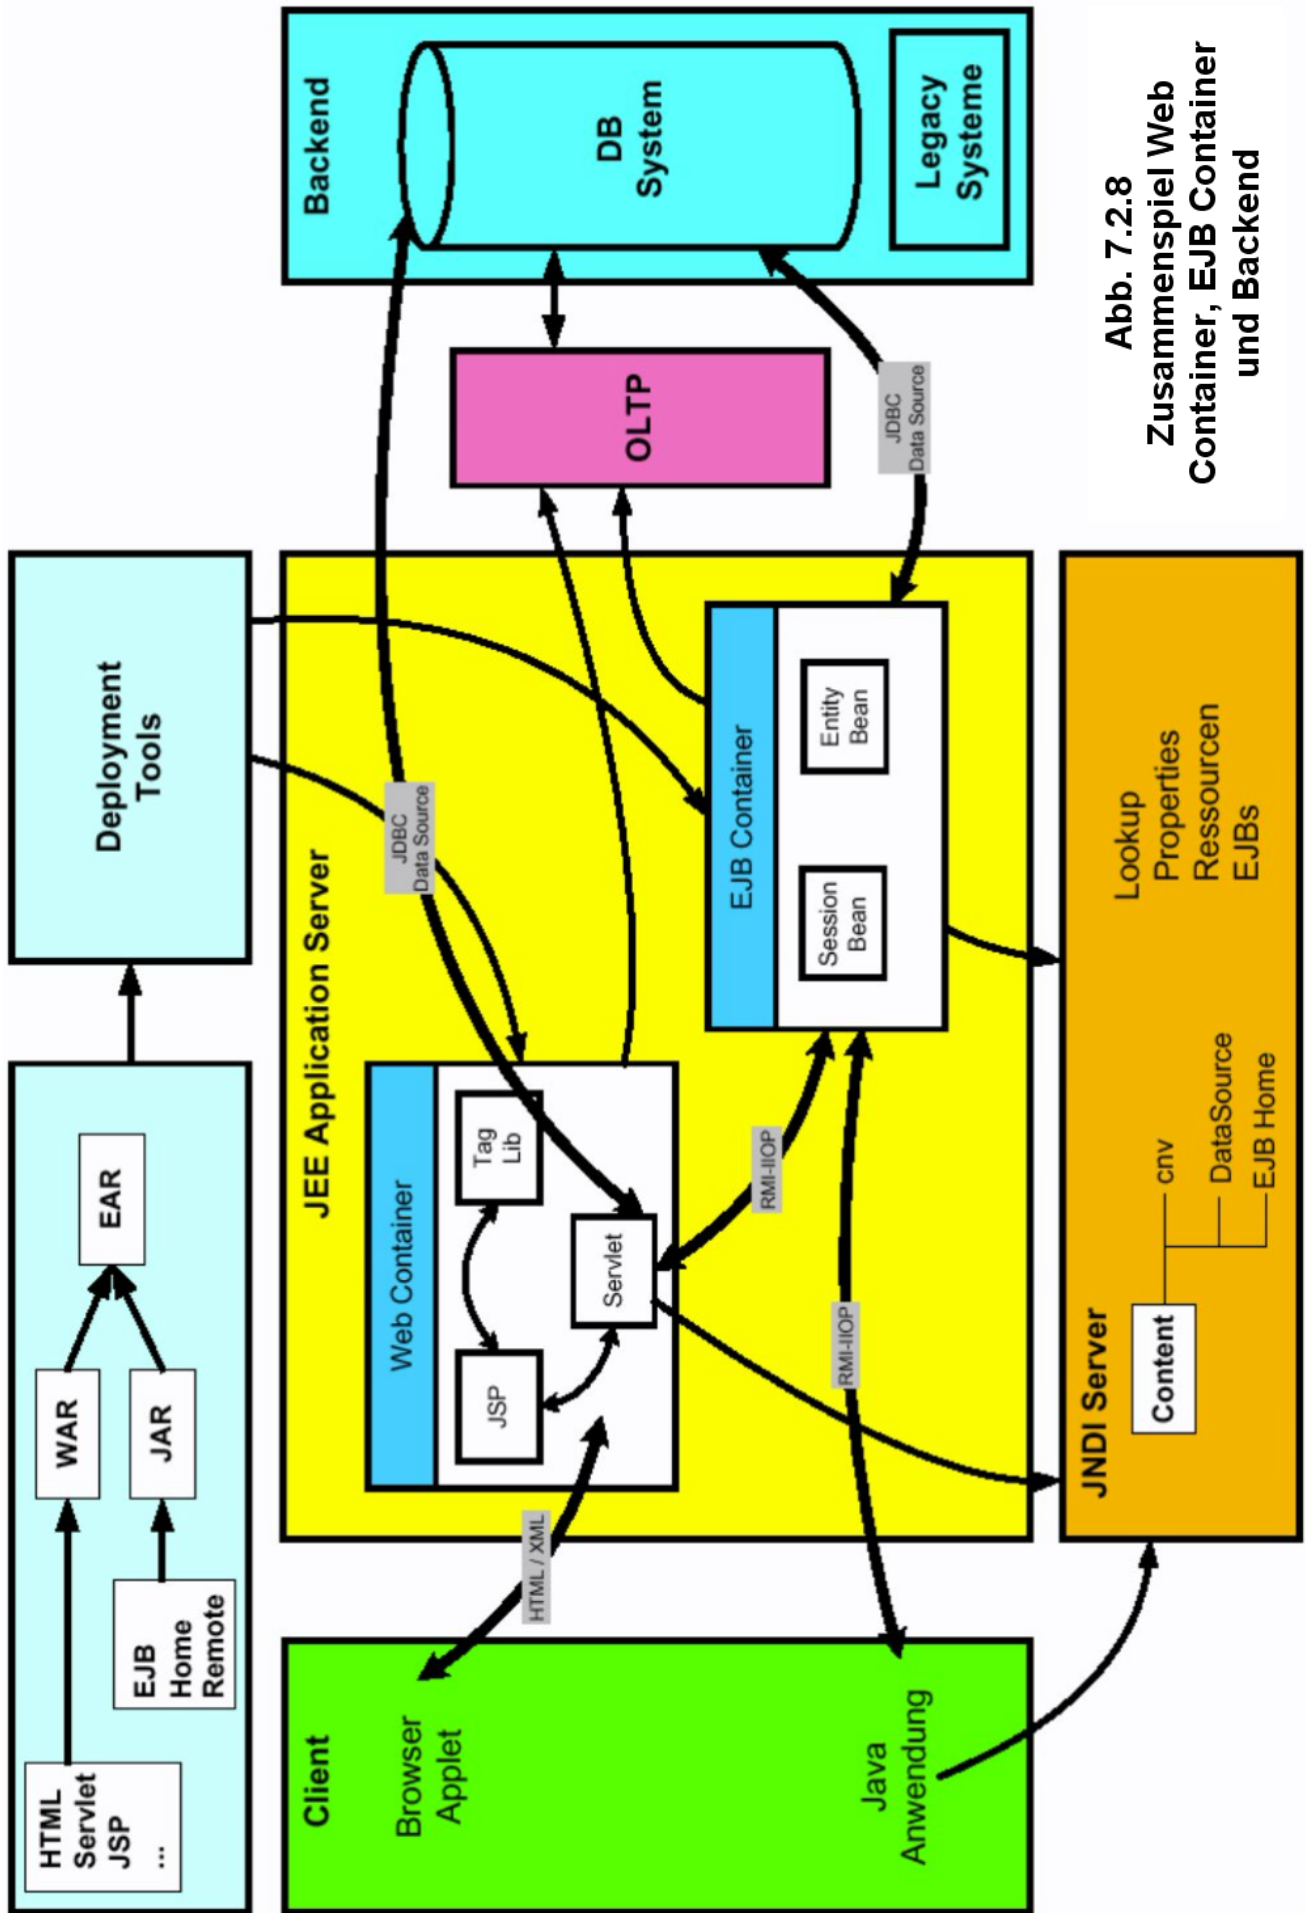 HTML
Servlet
JSP
...
EJB
Home
Remote
WAR
JAR
EAR
Deployment
Tools
Client
Browser
Applet
Java
Anwendung
HTML / XML
JEE Application Server
Web Container
JSP
Tag
Lib
Servlet
JDBC
Data Source
RMI-IIOP
RMI-IIOP
EJB Container
Session
Bean
Entity
Bean
OLTP
JDBC
Data Source
Backend
DB
System
Legacy
Systeme
JNDI Server
Content
cnv
DataSource
EJB Home
Lookup
Properties
Ressourcen
EJBs
Abb. 7.2.8
Zusammenspiel Web
Container, EJB Container
und Backend